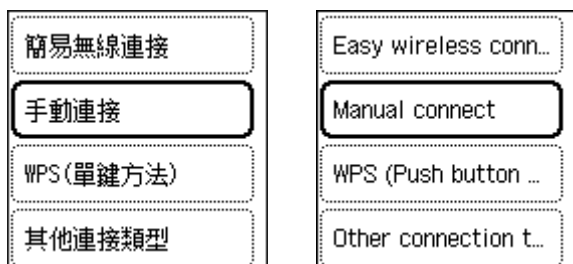 簡易無線連接
手動連接
WPS(單鍵方法)
其他連接類型
Easy wireless conn…
Manual connect
WPS (Push button …
Other connection t…